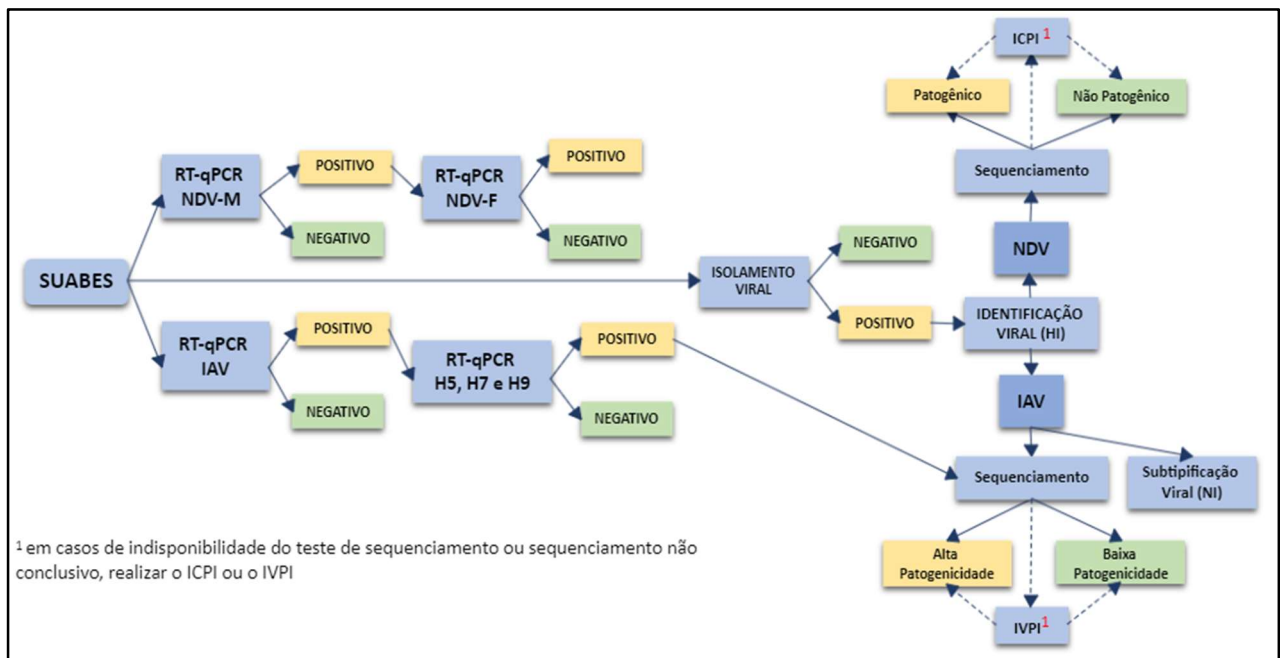 SUABES
RT-qPCR
NDV-M
POSITIVO
NEGATIVO
RT-qPCR
NDV-F
POSITIVO
NEGATIVO
RT-qPCR
IAV
POSITIVO
NEGATIVO
RT-qPCR
H5, H7 e H9
POSITIVO
NEGATIVO
ISOLAMENTO
VIRAL
NEGATIVO
POSITIVO
IDENTIFICAÇÃO
VIRAL (HI)
NDV
Sequenciamento
Patogênico
Não Patogênico
ICPI 1
IAV
Sequenciamento
Subtipificação
Viral (NI)
Alta
Patogenicidade
Baixa
Patogenicidade
IVPI 1
1 em casos de indisponibilidade do teste de sequenciamento ou sequenciamento não
conclusivo, realizar o ICPI ou o IVPI